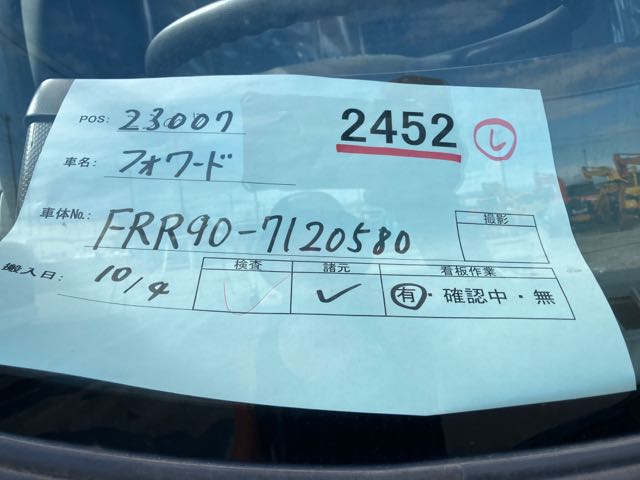 POS: 23007
2452 し
車名: フォワード
車体No.: FRR90-7120580
撮影
搬入日: 10/4
検査 諸元 看板作業
✓ ✓ 有・確認中・無